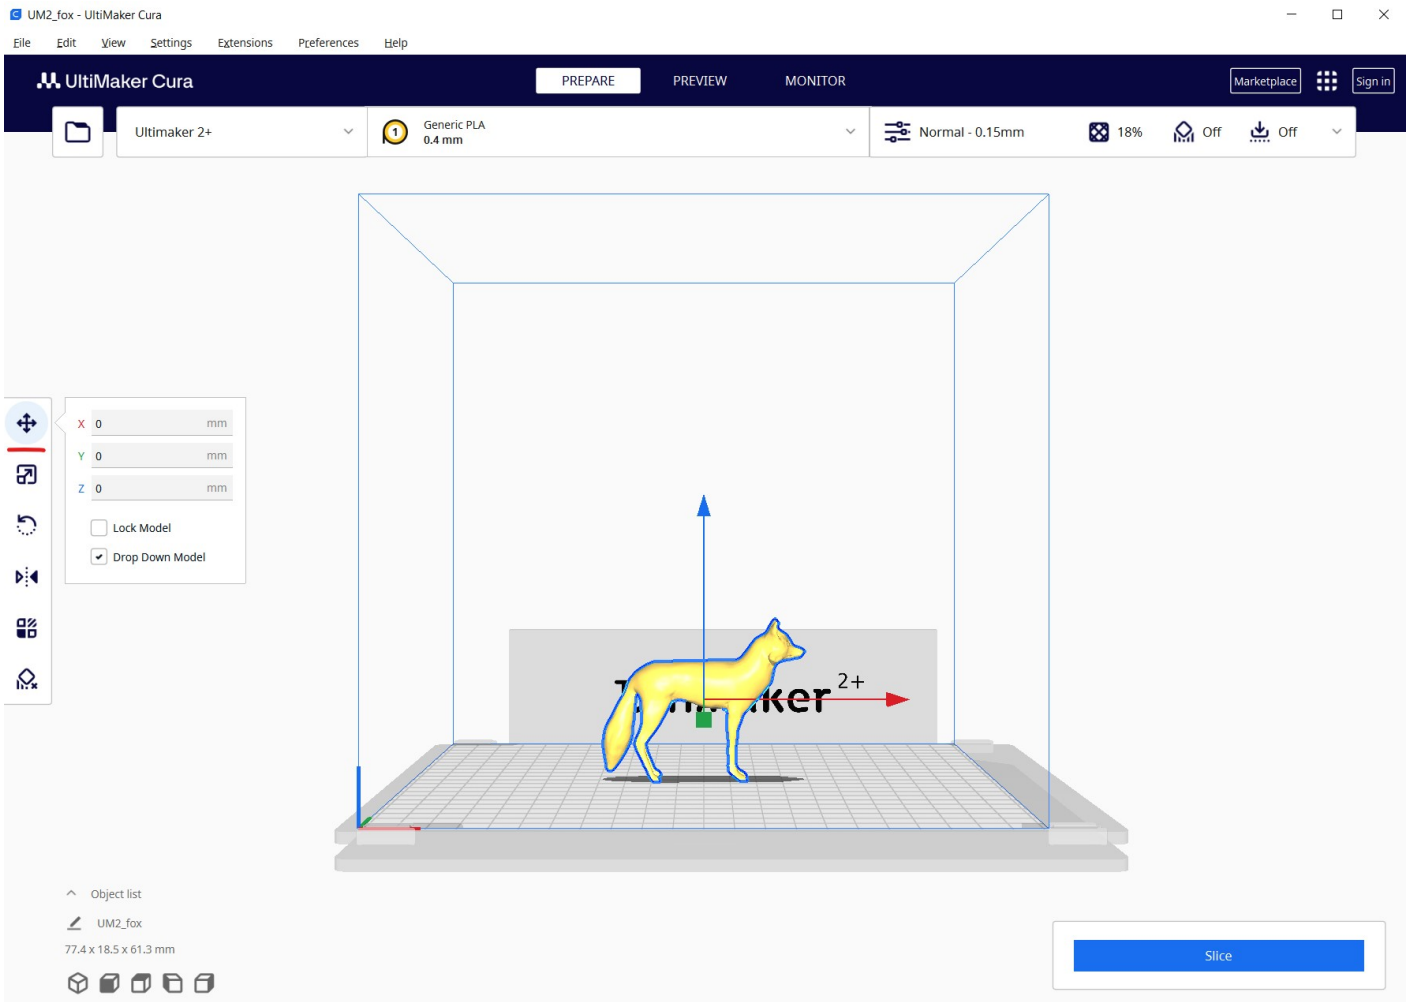 UM2_fox - UltiMaker Cura
File Edit View Settings Extensions Preferences Help
UltiMaker Cura PREPARE PREVIEW MONITOR Marketplace Sign in
Ultimaker 2+ 1 Generic PLA
0.4 mm Normal - 0.15mm 18% Off Off
X 0 mm
Y 0 mm
Z 0 mm
Lock Model
Drop Down Model
2+
ker
Object list
UM2_fox
77.4 x 18.5 x 61.3 mm
Slice